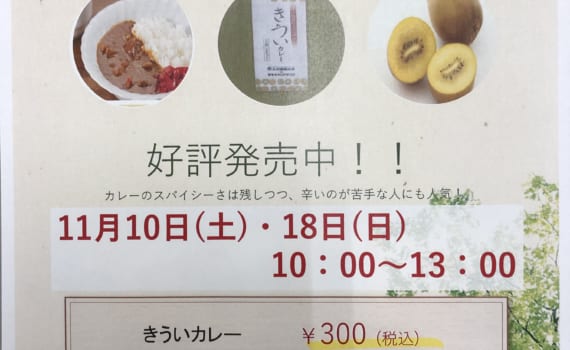 きうい
カレー
好評発売中！！
カレーのスパイシーさは残しつつ、辛いのが苦手な人にも人気！
11月10日(土)・18日(日)
10：00～13：00
きういカレー ￥300 (税込)